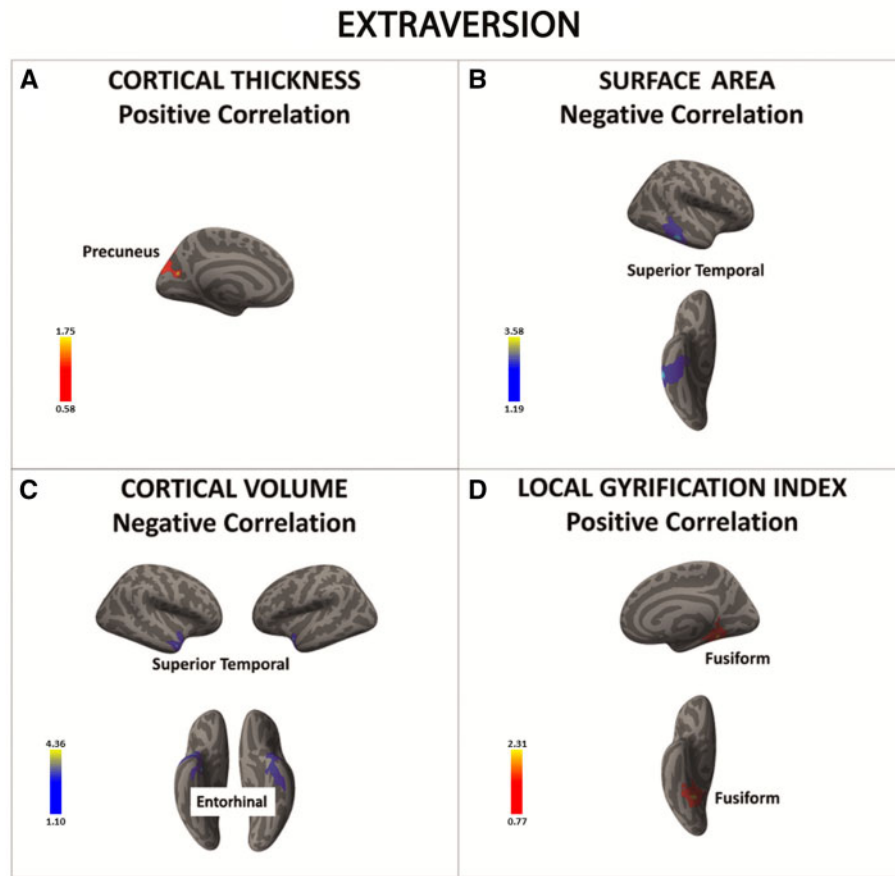 EXTRAVERSION
A
CORTICAL THICKNESS
Positive Correlation
Precuneus
1.75
0.58
B
SURFACE AREA
Negative Correlation
Superior Temporal
3.58
1.19
C
CORTICAL VOLUME
Negative Correlation
Superior Temporal
4.36
1.10
Entorhinal
D
LOCAL GYRIFICATION INDEX
Positive Correlation
Fusiform
2.31
0.77
Fusiform